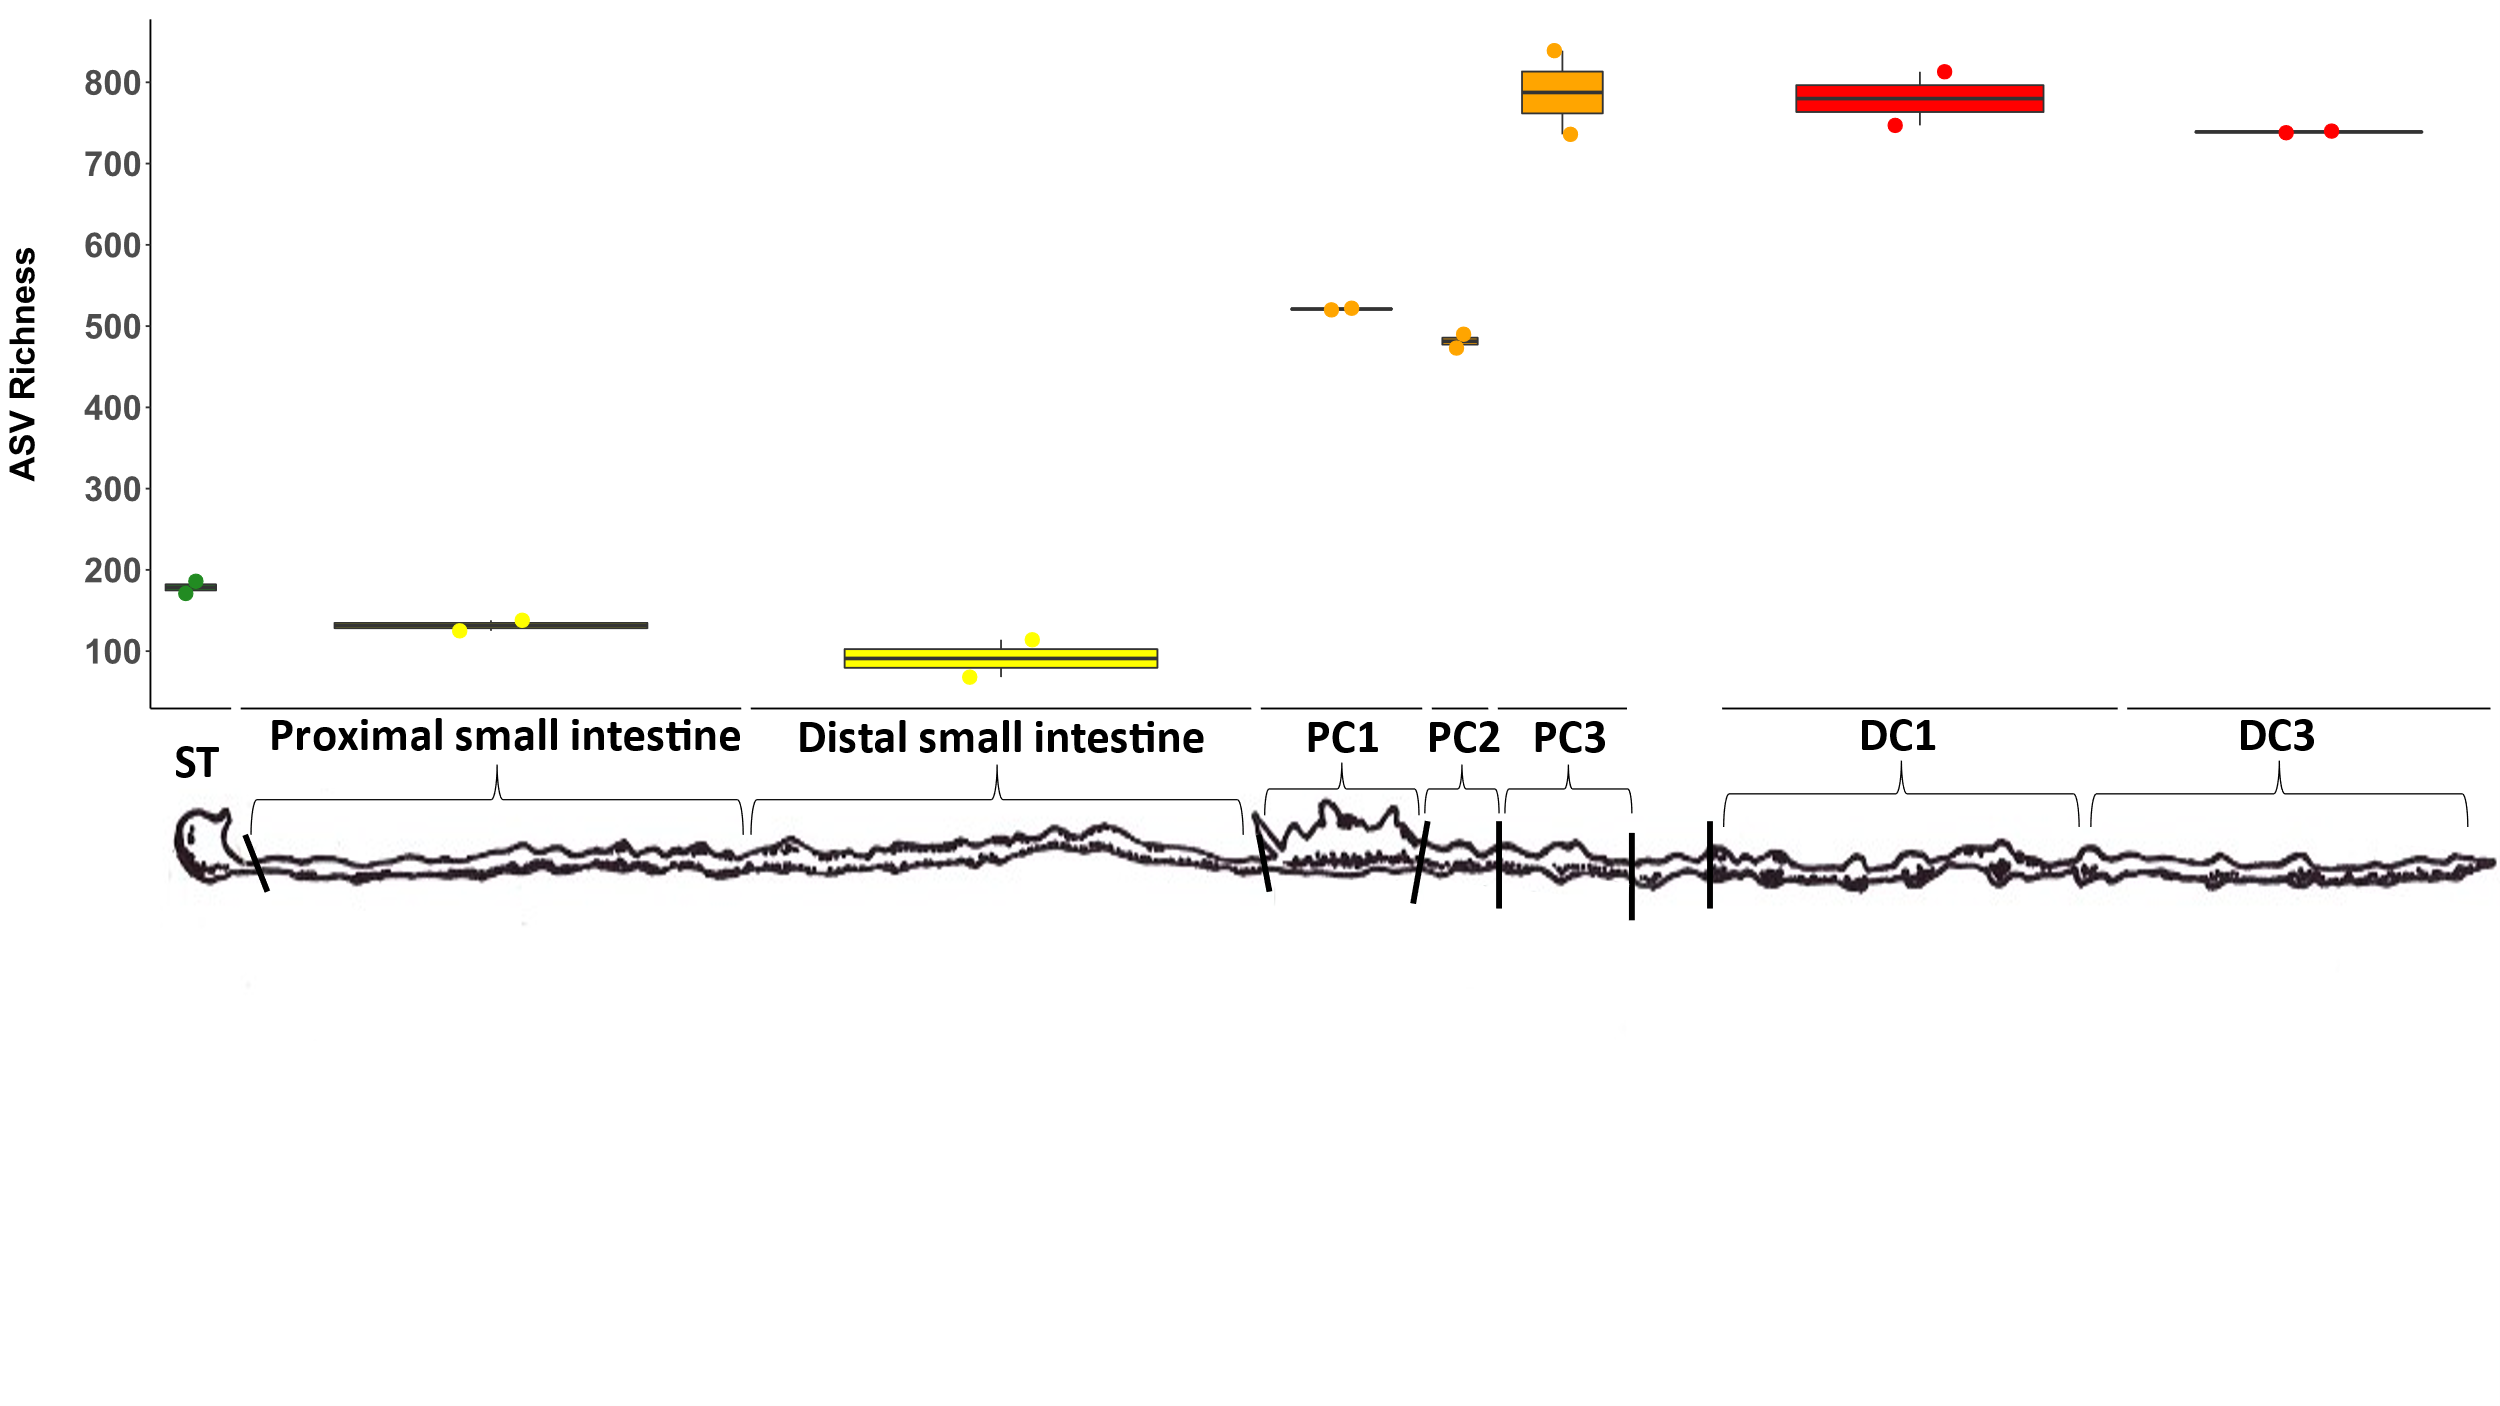 ASV Richness
800
700
600
500
400
300
200
100
ST
Proximal small intestine
Distal small intestine
PC1
PC2
PC3
DC1
DC3